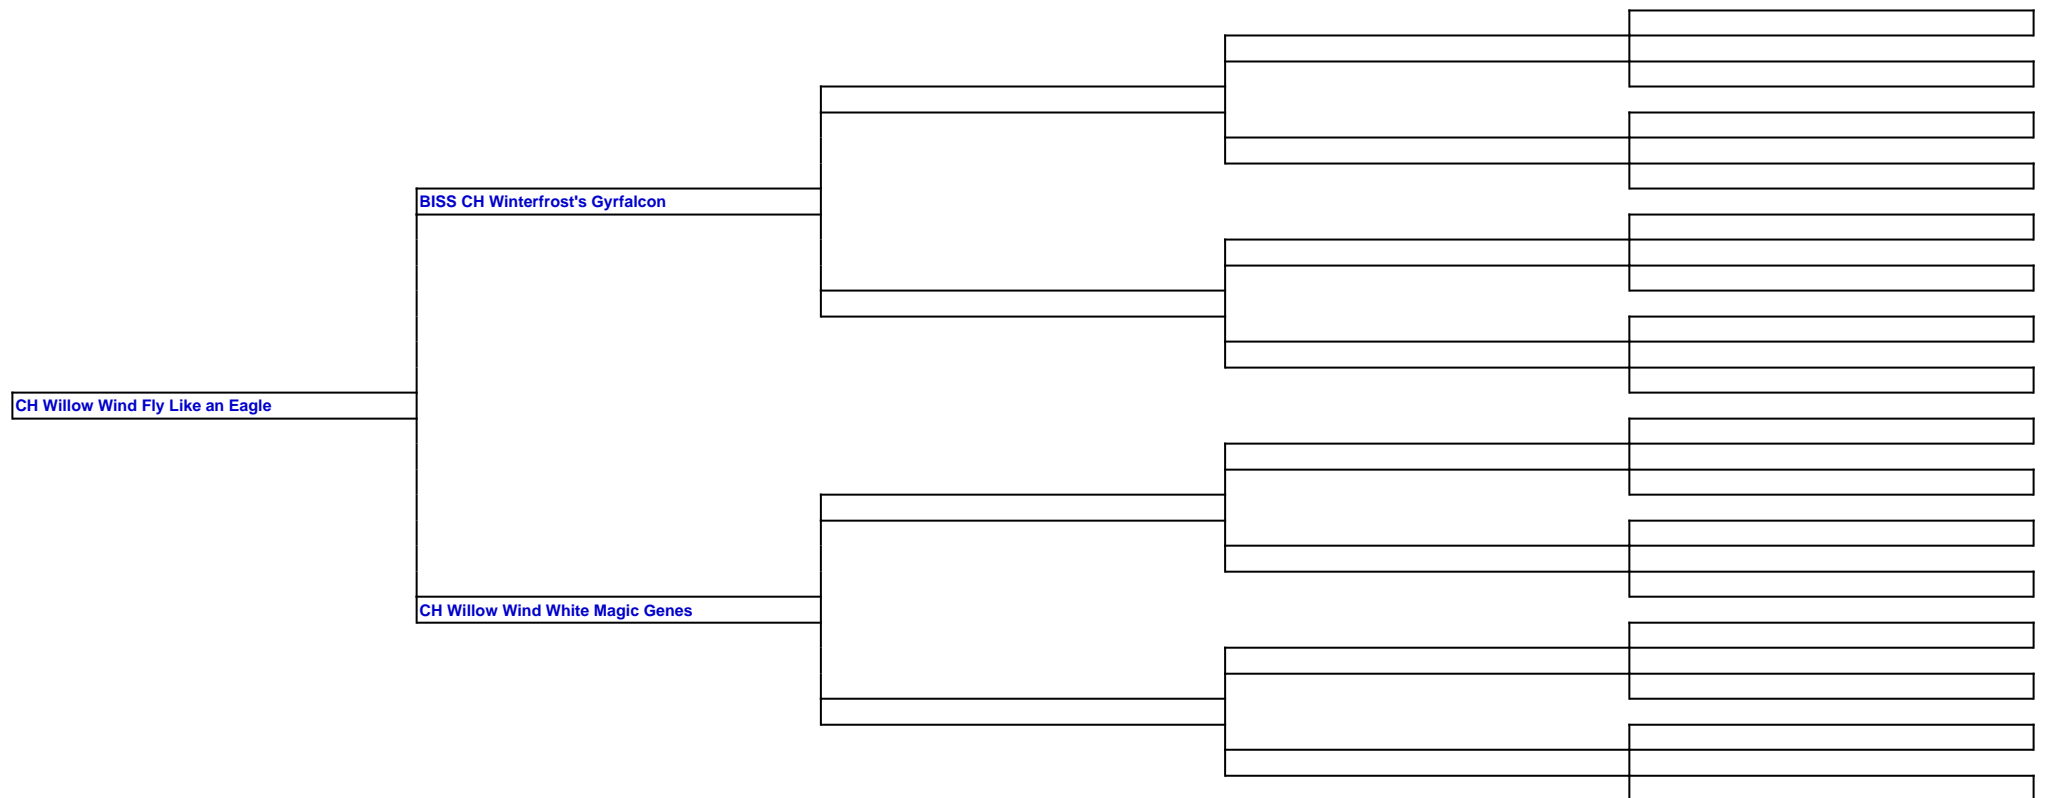 BISS CH Winterfrost's Gyrfalcon
CH Willow Wind Fly Like an Eagle
CH Willow Wind White Magic Genes